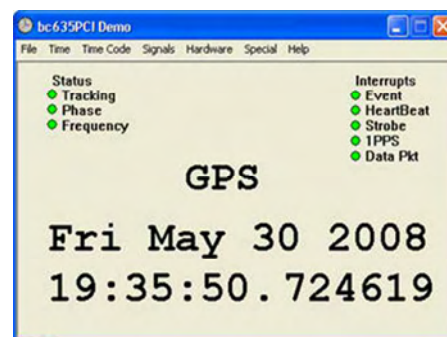 bc635PCI Demo
File Time Time Code Signals Hardware Special Help
Status
Tracking
Phase
Frequency
Interrupts
Event
HeartBeat
Strobe
1PPS
Data Pkt
GPS
Fri May 30 2008
19:35:50.724619